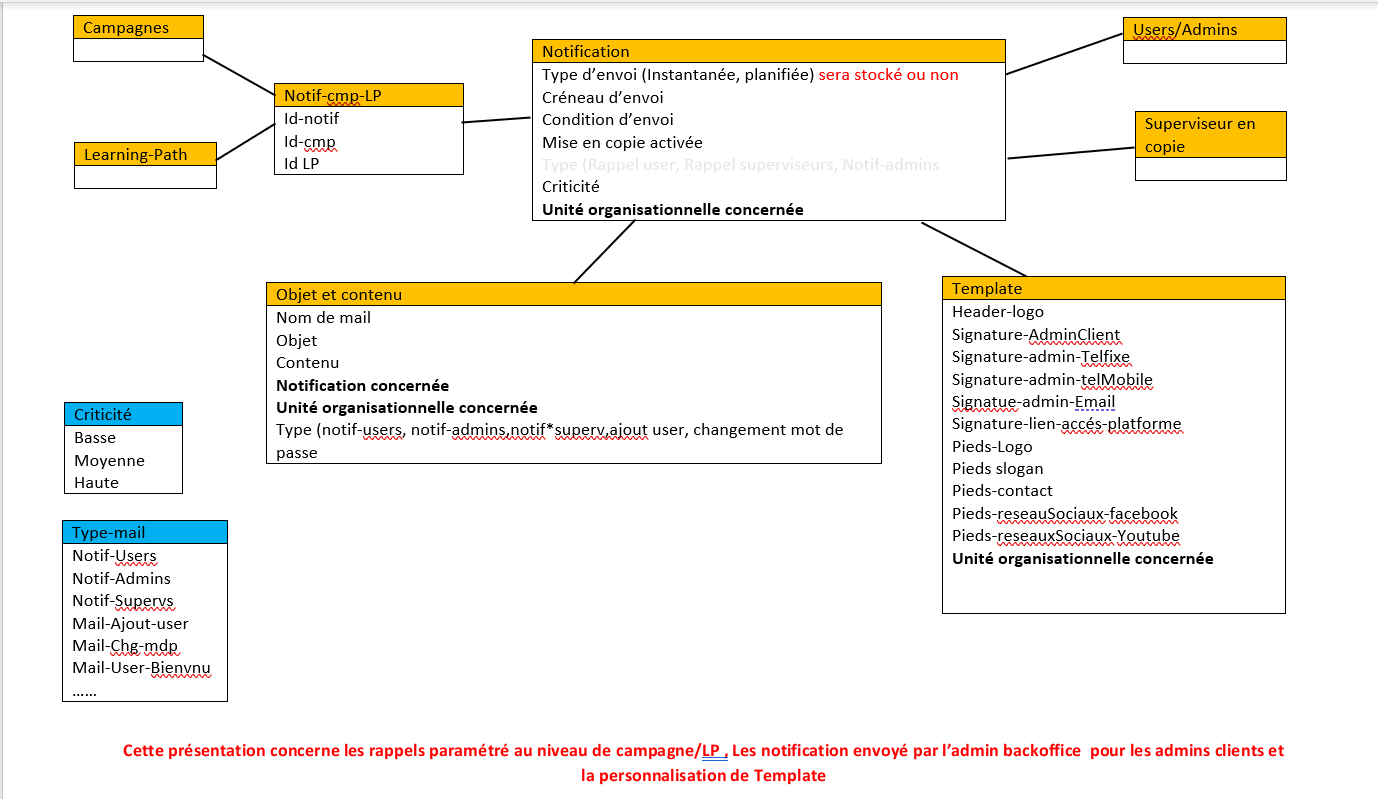 Campagnes
Notif-cmp-LP
Id-notif
Id-cmp
Id LP
Learning-Path
Notification
Type d’envoi (Instantanée, planifiée) sera stocké ou non
Créneau d’envoi
Condition d’envoi
Mise en copie activée
Type (Rappel user, Rappel superviseurs, Notif-admins
Criticité
Unité organisationnelle concernée
Users/Admins
Superviseur en
copie
Objet et contenu
Nom de mail
Objet
Contenu
Notification concernée
Unité organisationnelle concernée
Type (notif-users, notif-admins,notif*superv,ajout user, changement mot de
passe
Template
Header-logo
Signature-AdminClient
Signature-admin-Telfixe
Signature-admin-telMobile
Signatue-admin-Email
Signature-lien-accés-platforme
Pieds-Logo
Pieds slogan
Pieds-contact
Pieds-reseauSociaux-facebook
Pieds-reseauxSociaux-Youtube
Unité organisationnelle concernée
Criticité
Basse
Moyenne
Haute
Type-mail
Notif-Users
Notif-Admins
Notif-Supervs
Mail-Ajout-user
Mail-Chg-mdp
Mail-User-Bienvnu
......
Cette présentation concerne les rappels paramétré au niveau de campagne/LP , Les notification envoyé par l’admin backoffice pour les admins clients et
la personnalisation de Template